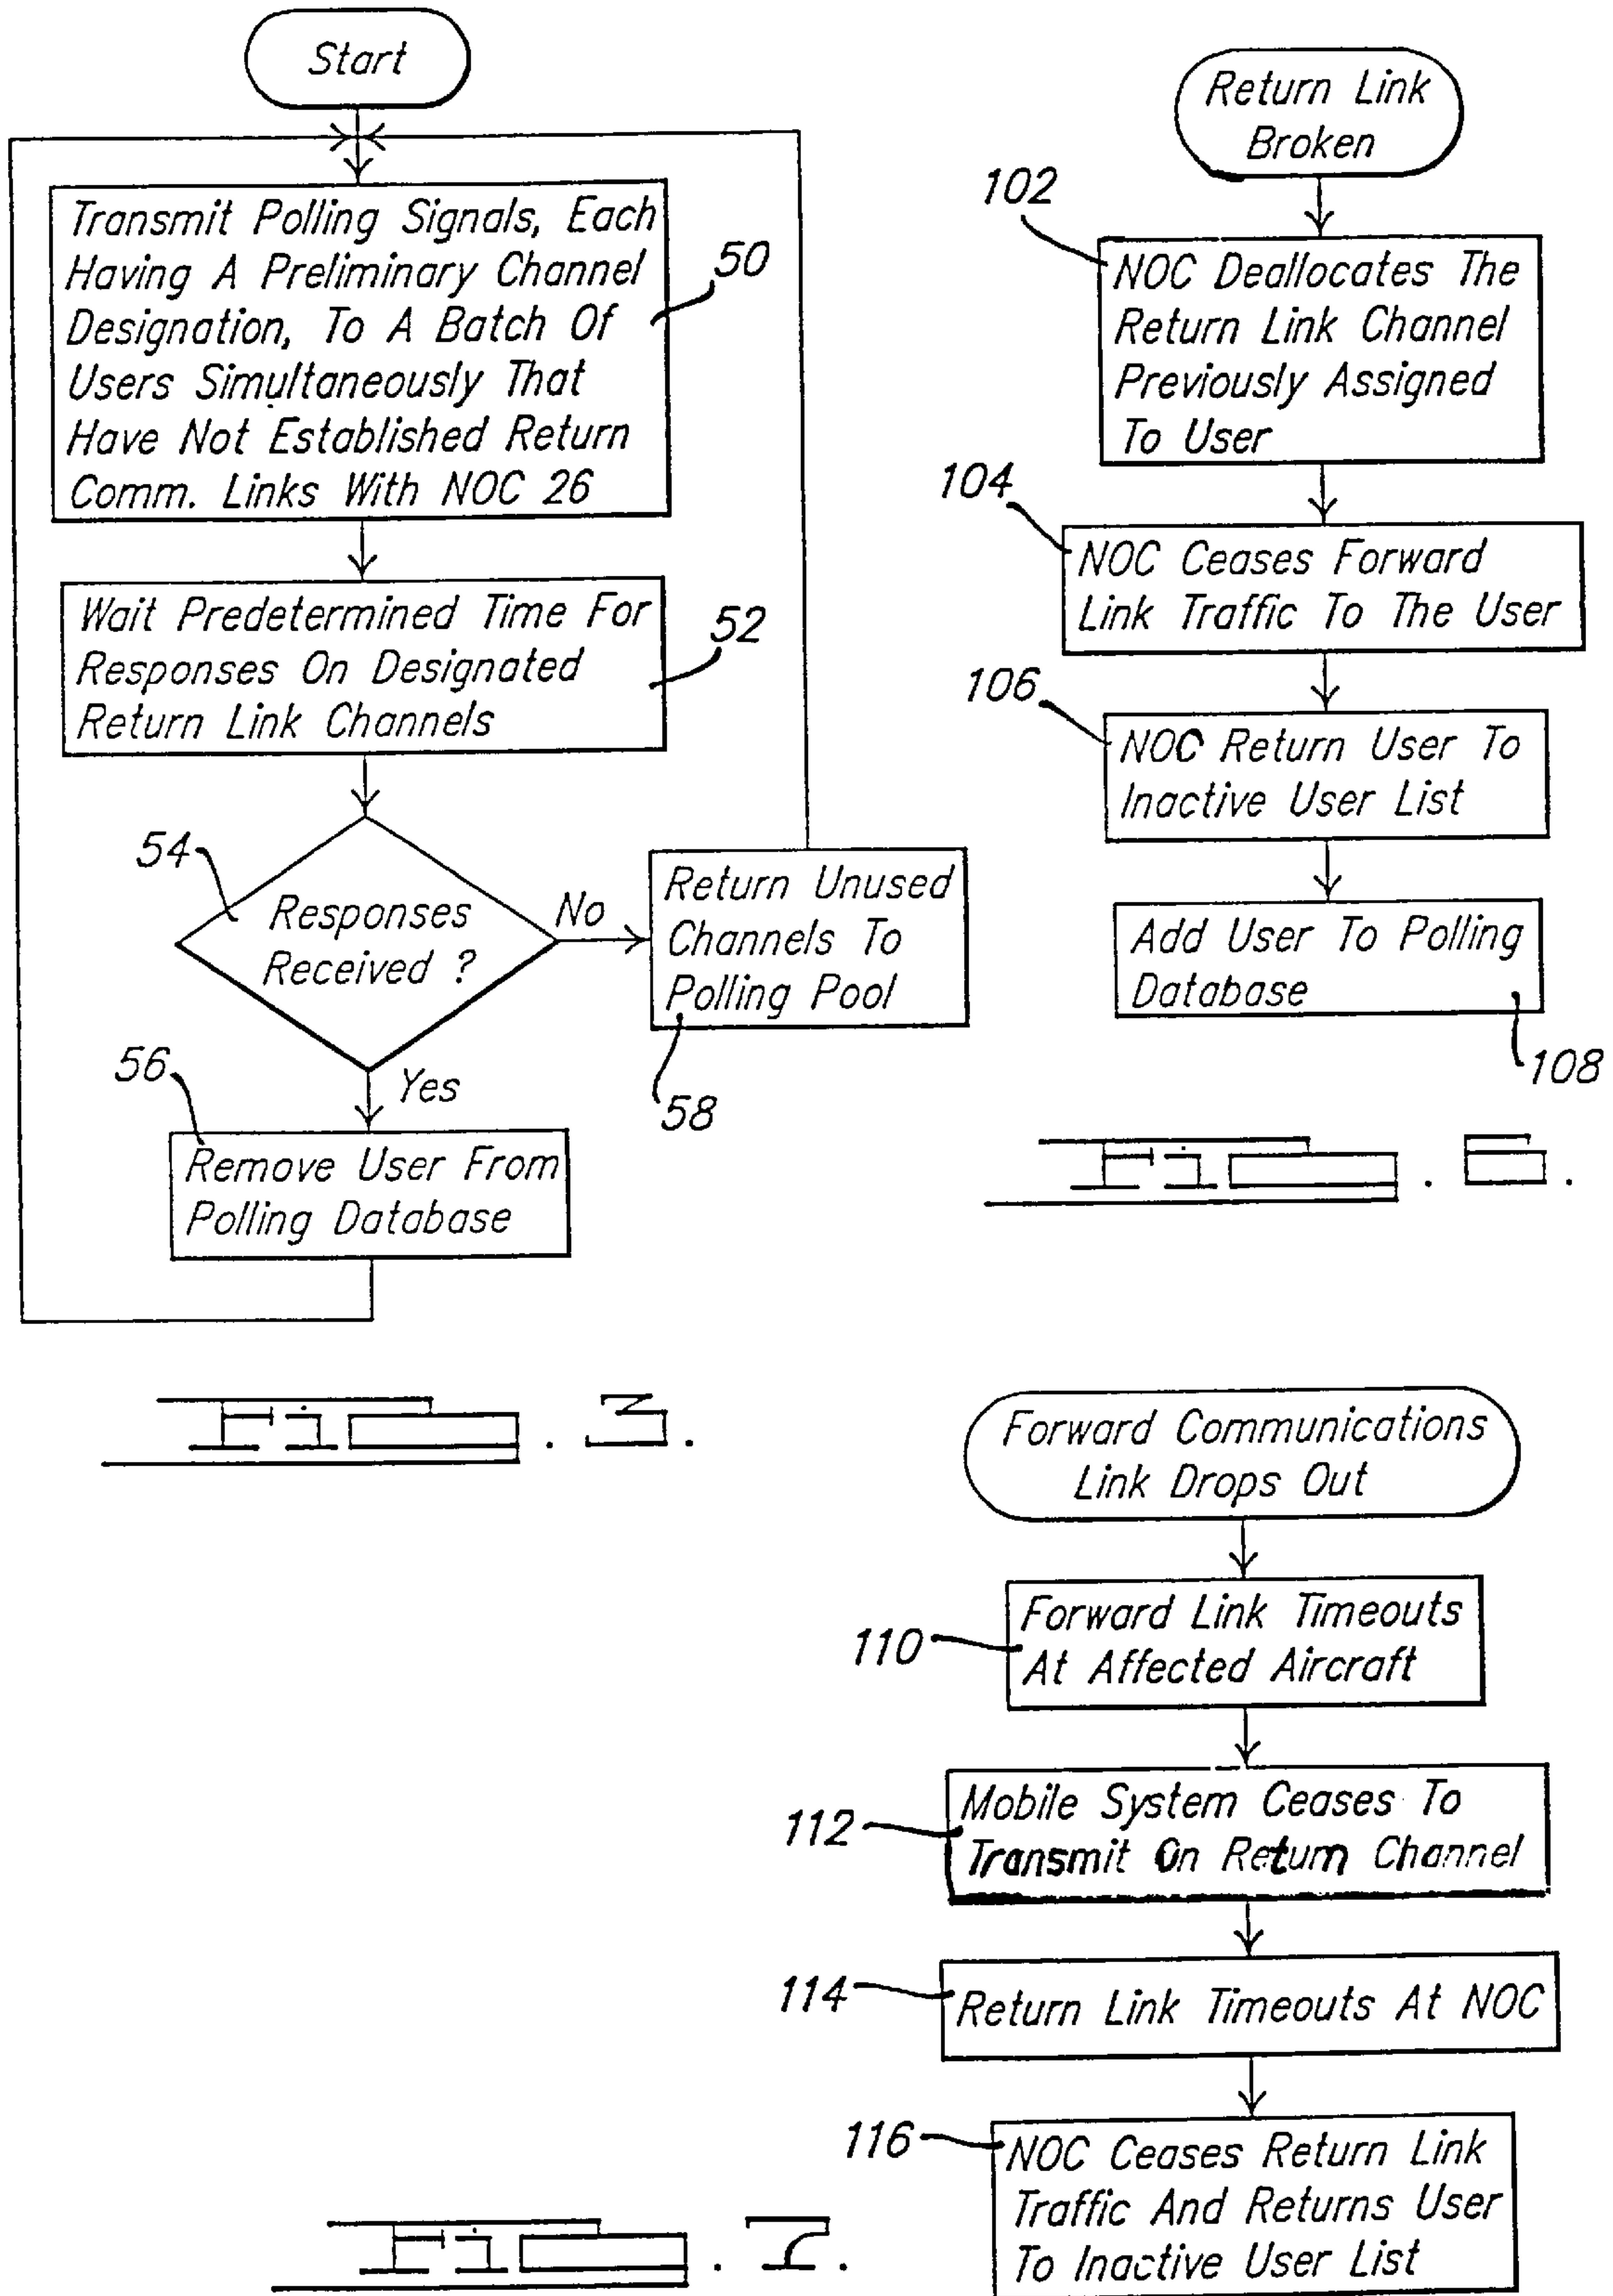 Start
Transmit Polling Signals, Each
Having A Preliminary Channel
Designation, To A Batch Of
Users Simultaneously That
Have Not Established Return
Comm. Links With NOC 26
50
Wait Predetermined Time For
Responses On Designated
Return Link Channels
52
54
Responses
Received ?
No
Return Unused
Channels To
Polling Pool
58
Yes
56
Remove User From
Polling Database
Fig. 3.
Return Link
Broken
102
NOC Deallocates The
Return Link Channel
Previously Assigned
To User
104
NOC Ceases Forward
Link Traffic To The User
106
NOC Return User To
Inactive User List
Add User To Polling
Database
108
Fig. 6.
Forward Communications
Link Drops Out
110
Forward Link Timeouts
At Affected Aircraft
112
Mobile System Ceases To
Transmit On Return Channel
114
Return Link Timeouts At NOC
116
NOC Ceases Return Link
Traffic And Returns User
To Inactive User List
Fig. 7.